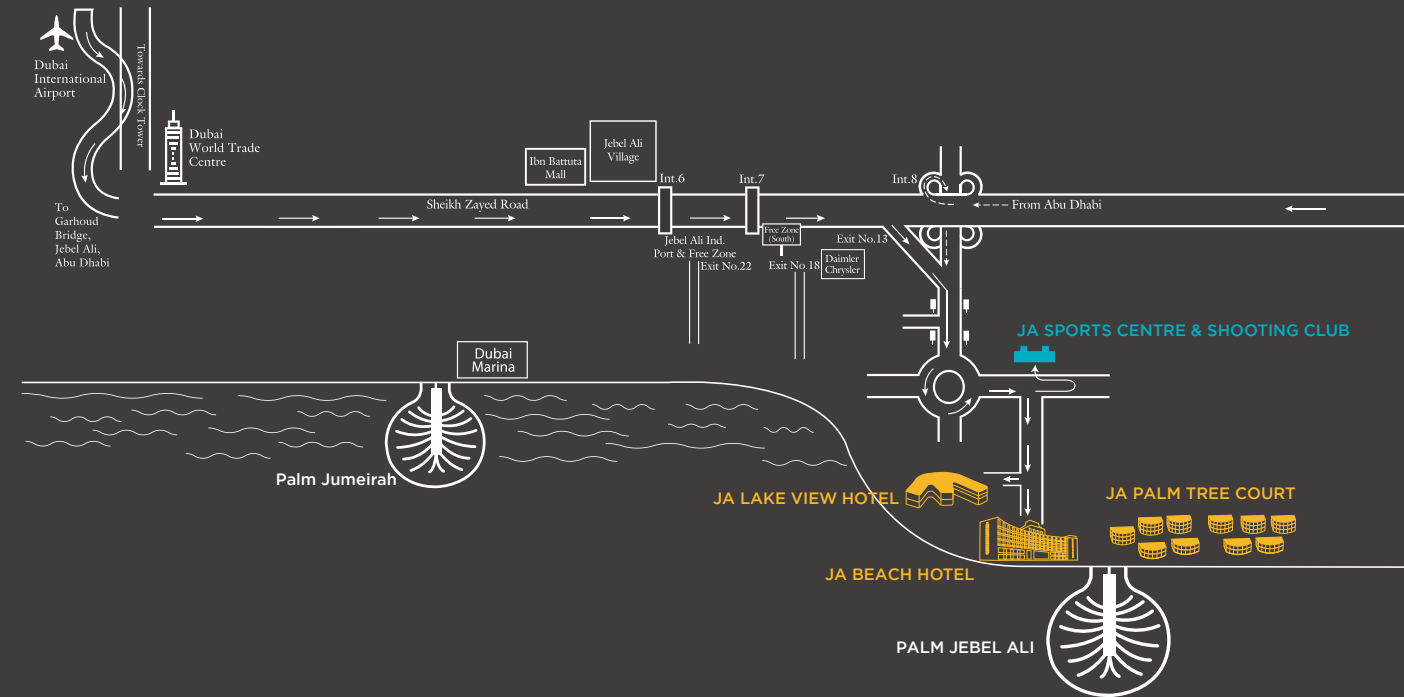 Dubai
International
Airport
Towards Clock Tower
Dubai
World Trade
Centre
To
Garhoud
Bridge,
Jebel Ali,
Abu Dhabi
Ibn Battuta
Mall
Jebel Ali
Village
Int.6
Int.7
Int.8
Sheikh Zayed Road
From Abu Dhabi
Jebel Ali Ind.
Port & Free Zone
Exit No.22
Free Zone
(South)
Exit No.18
Daimler
Chrysler
Exit No.13
JA SPORTS CENTRE & SHOOTING CLUB
Dubai
Marina
Palm Jumeirah
JA LAKE VIEW HOTEL
JA PALM TREE COURT
JA BEACH HOTEL
PALM JEBEL ALI